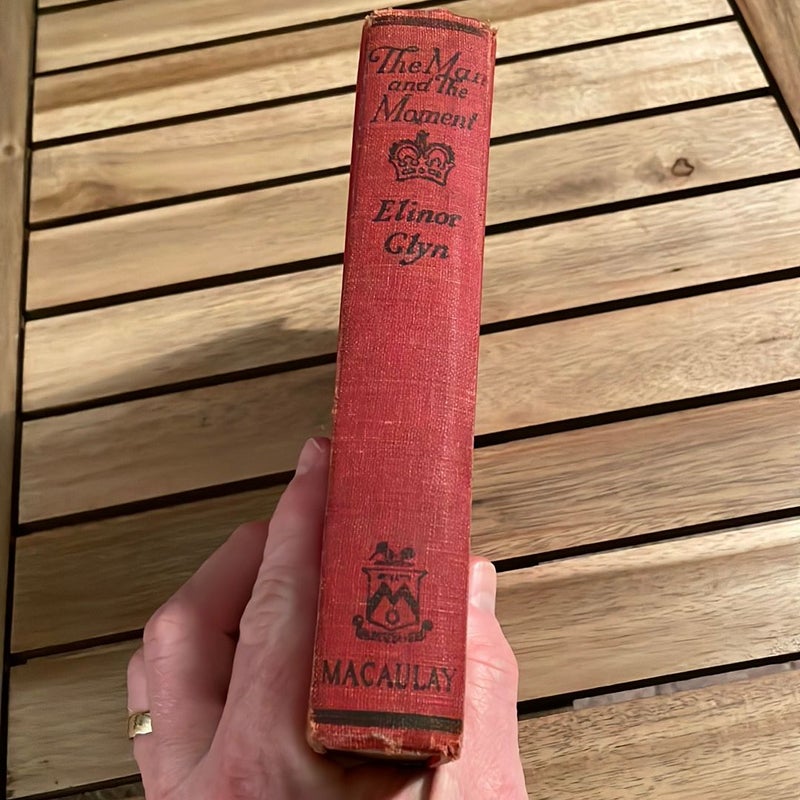 The Man
and The
Moment
Elinor
Glyn
M
MACAULAY